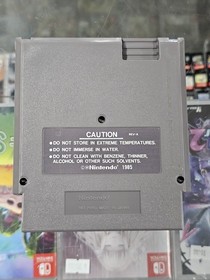 CAUTION
• DO NOT STORE IN EXTREME TEMPERATURES.
• DO NOT IMMERSE IN WATER.
• DO NOT CLEAN WITH BENZENE, THINNER,
ALCOHOL OR OTHER SUCH SOLVENTS.
©Nintendo 1985